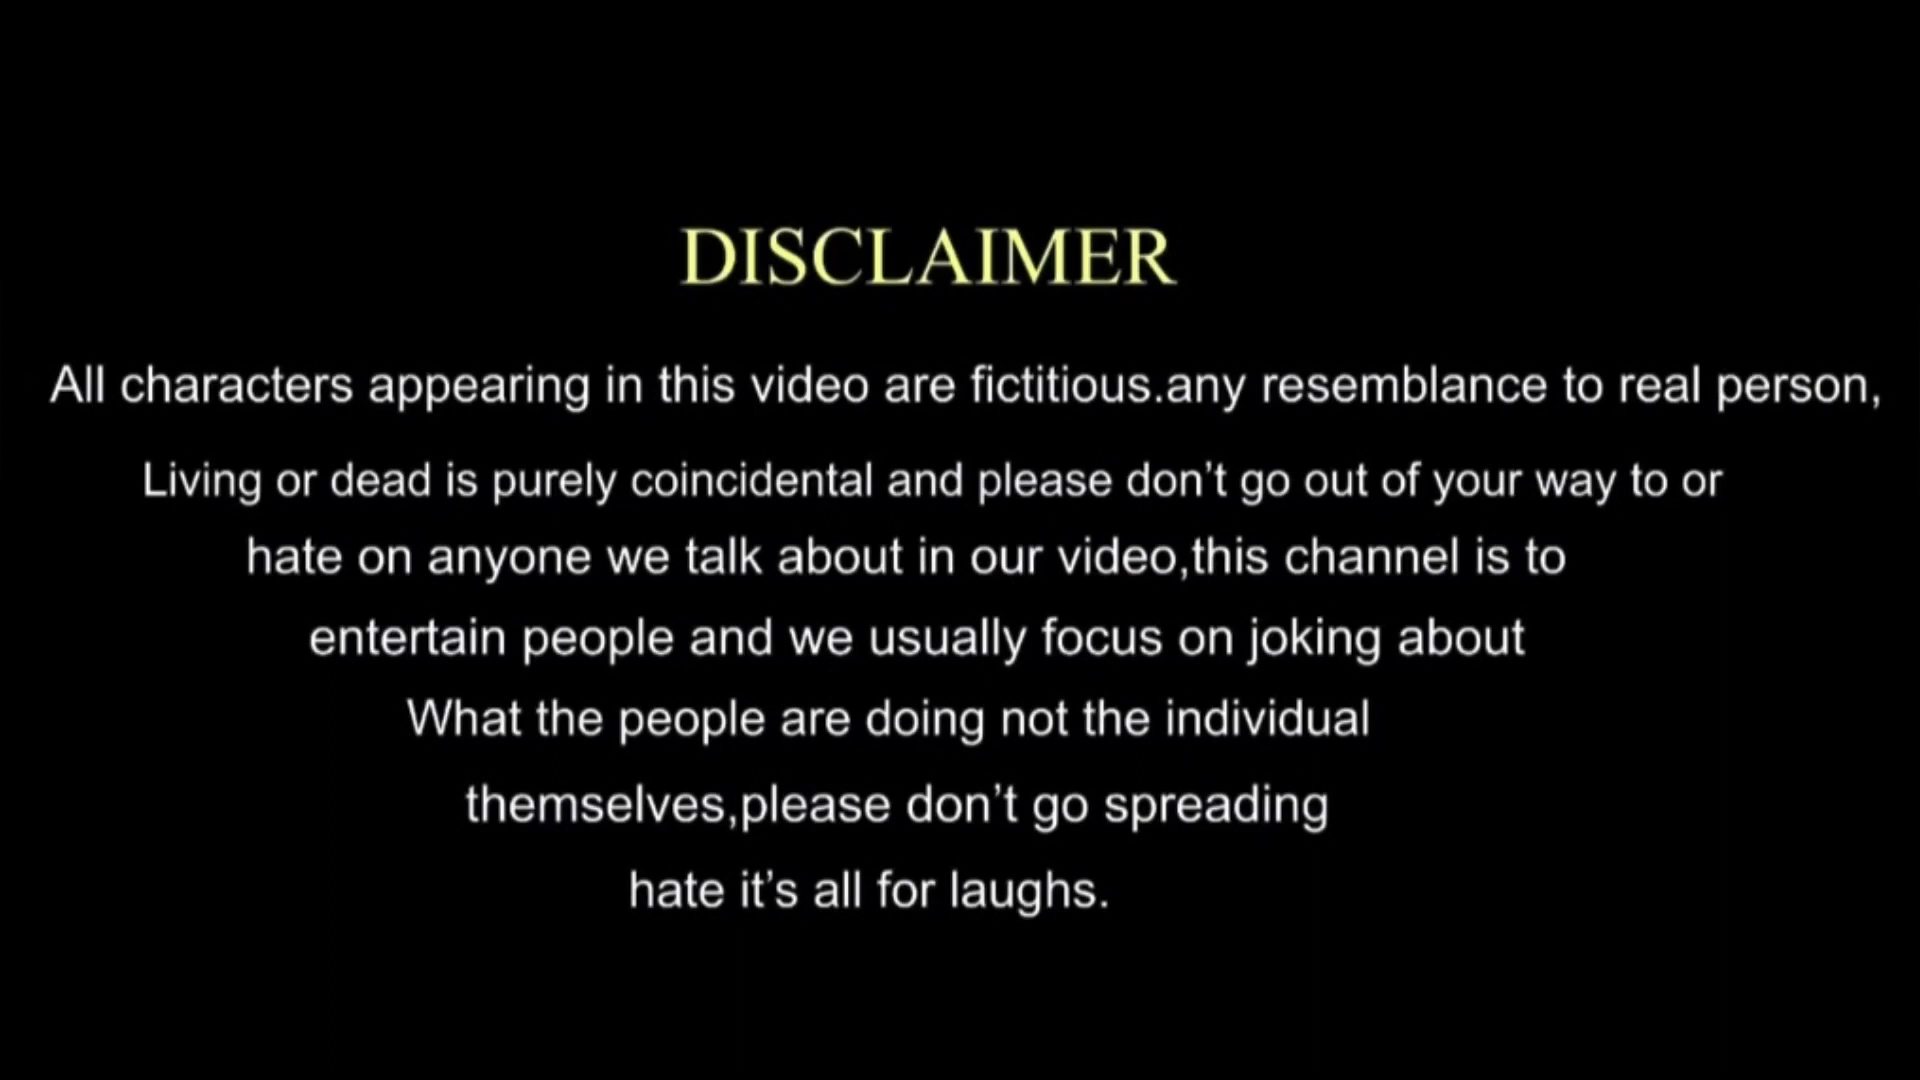 DISCLAIMER
All characters appearing in this video are fictitious.any resemblance to real person,
Living or dead is purely coincidental and please don’t go out of your way to or
hate on anyone we talk about in our video,this channel is to
entertain people and we usually focus on joking about
What the people are doing not the individual
themselves,please don’t go spreading
hate it’s all for laughs.